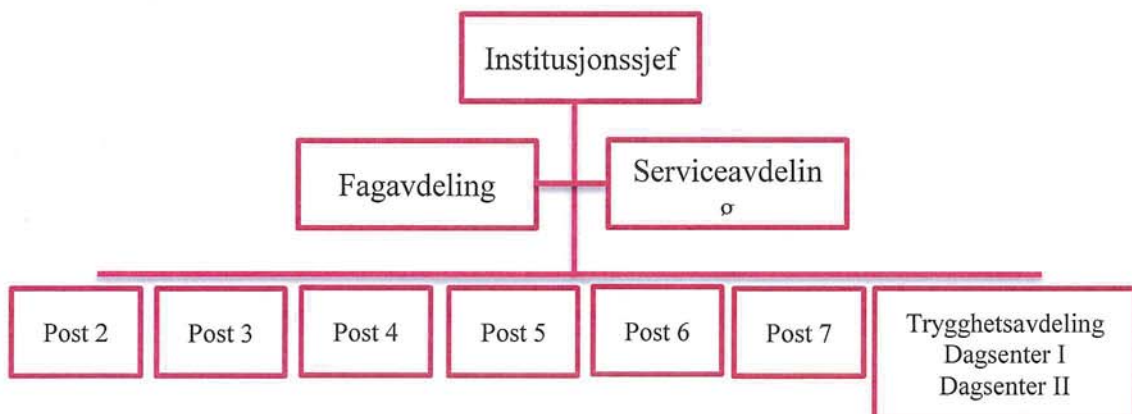 Institusjonssjef
Fagavdeling
Serviceavdelin
g
Post 2
Post 3
Post 4
Post 5
Post 6
Post 7
Trygghetsavdeling
Dagsenter I
Dagsenter II